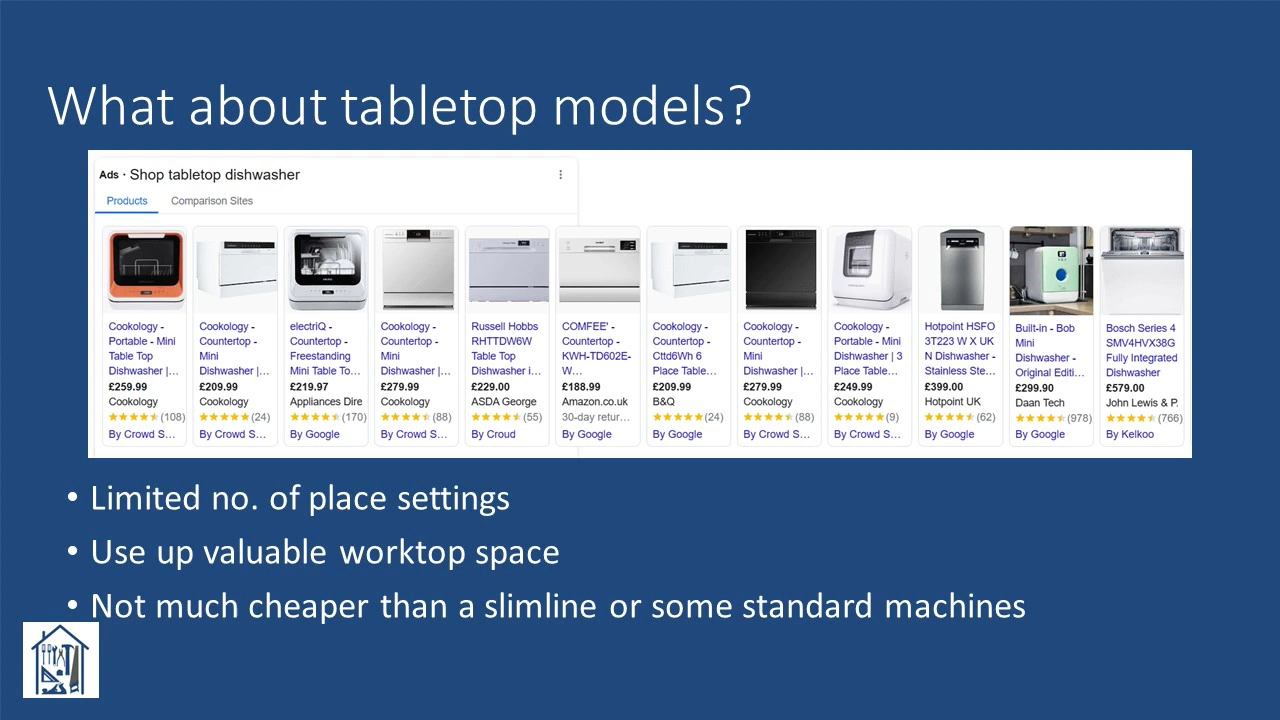 What about tabletop models?
Ads · Shop tabletop dishwasher
Products
Comparison Sites
Cookology -
Portable - Mini
Table Top
Dishwasher |...
£259.99
Cookology
(108)
By Crowd S...
Cookology -
Countertop -
Mini
Dishwasher |...
£209.99
Cookology
(24)
By Crowd S...
electriQ -
Countertop -
Freestanding
Mini Table To...
£219.97
Appliances Dire
(170)
By Google
Cookology -
Countertop -
Mini
Dishwasher |...
£279.99
Cookology
(88)
By Crowd S...
Russell Hobbs
RHTTDW6W
Table Top
Dishwasher i...
£229.00
ASDA George
(55)
By Croud
COMFEE' -
Countertop -
KWH-TD602E-
W...
£188.99
Amazon.co.uk
30-day retur...
By Google
Cookology -
Countertop -
Cttd6Wh 6
Place Table...
£209.99
B&Q
(24)
By Google
Cookology -
Countertop -
Mini
Dishwasher |...
£279.99
Cookology
(88)
By Crowd S...
Cookology -
Portable - Mini
Dishwasher | 3
Place Table...
£249.99
Cookology
(9)
By Crowd S...
Hotpoint HSFO
3T223 W X UK
N Dishwasher -
Stainless Ste...
£399.00
Hotpoint UK
(62)
By Google
Built-in - Bob
Mini
Dishwasher -
Original Editi...
£299.90
Daan Tech
(978)
By Google
Bosch Series 4
SMV4HVX38G
Fully Integrated
Dishwasher
£579.00
John Lewis & P.
(766)
By Kelkoo
• Limited no. of place settings
• Use up valuable worktop space
• Not much cheaper than a slimline or some standard machines